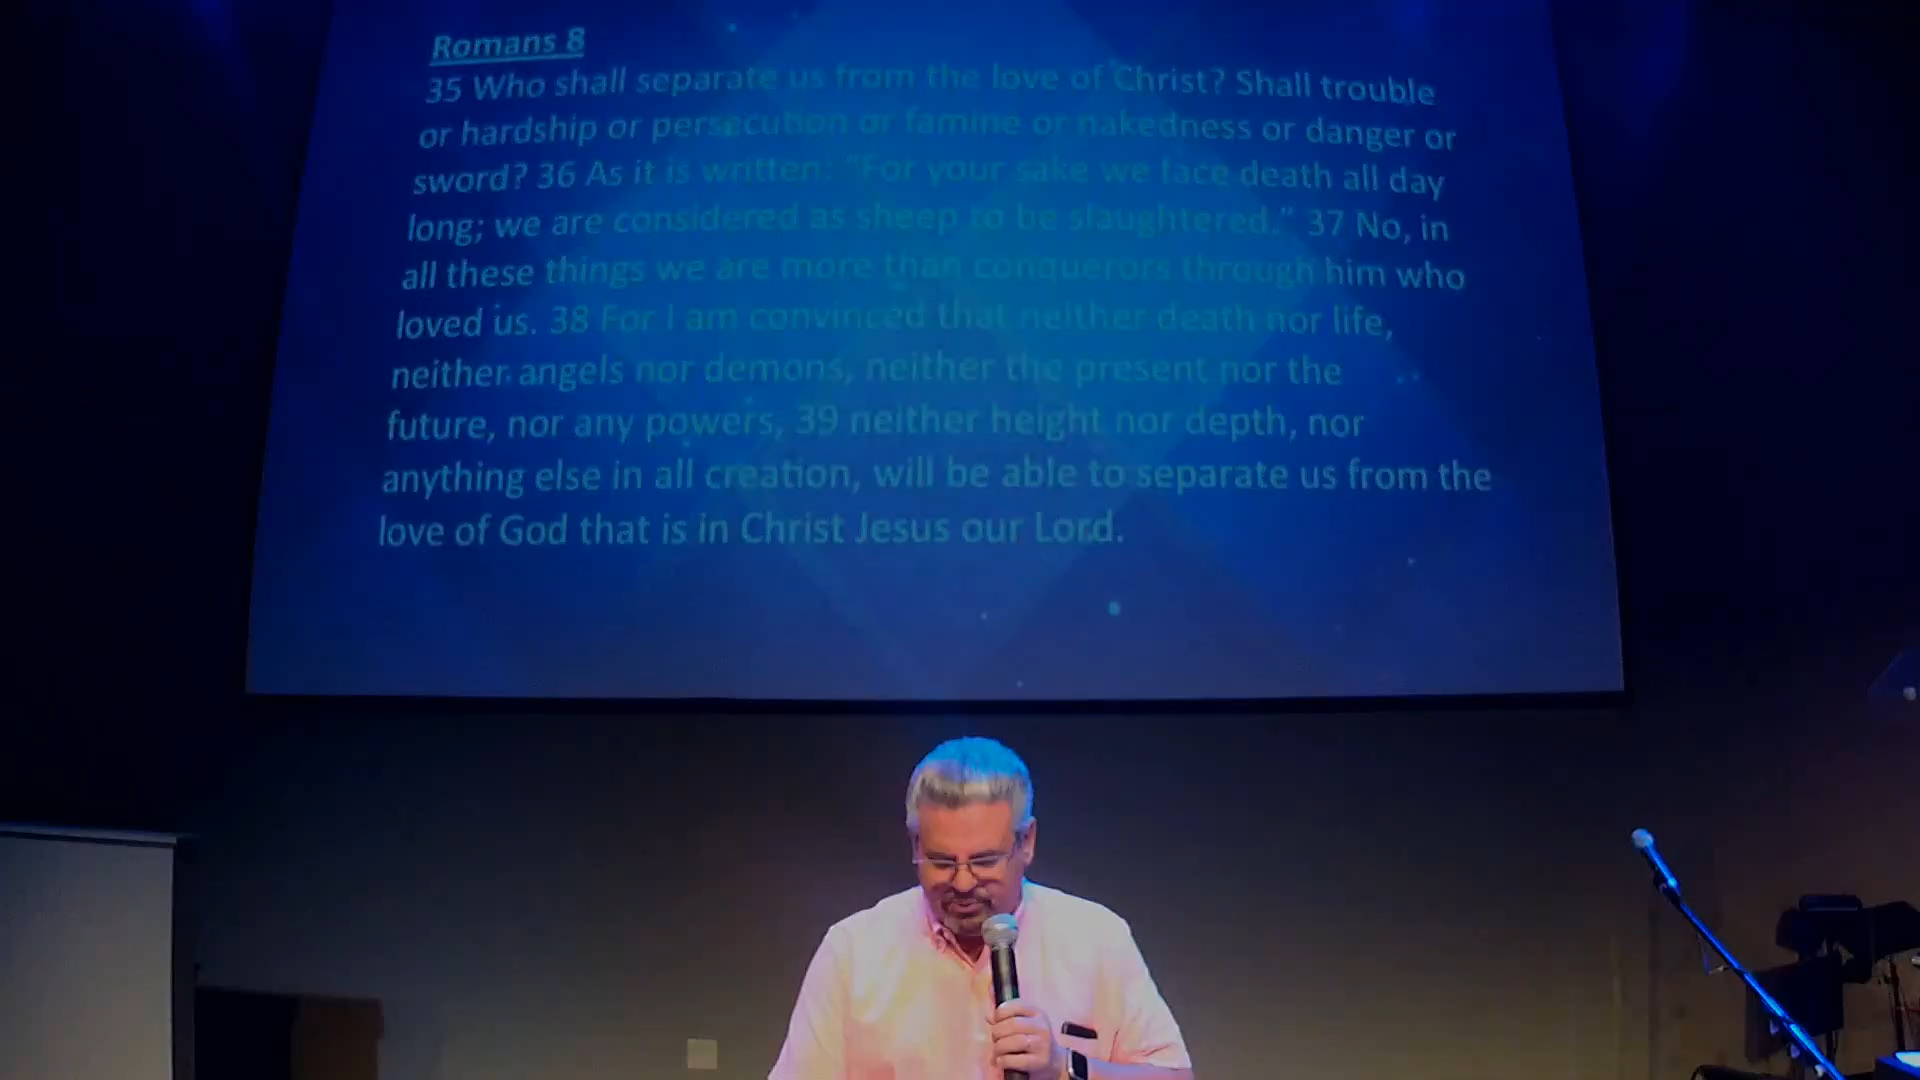 Romans 8
35 Who shall separate us from the love of Christ? Shall trouble
or hardship or persecution or famine or nakedness or danger or
sword? 36 As it is written: "For your sake we face death all day
long; we are considered as sheep to be slaughtered." 37 No, in
all these things we are more than conquerors through him who
loved us. 38 For I am convinced that neither death nor life,
neither angels nor demons, neither the present nor the
future, nor any powers, 39 neither height nor depth, nor
anything else in all creation, will be able to separate us from the
love of God that is in Christ Jesus our Lord.